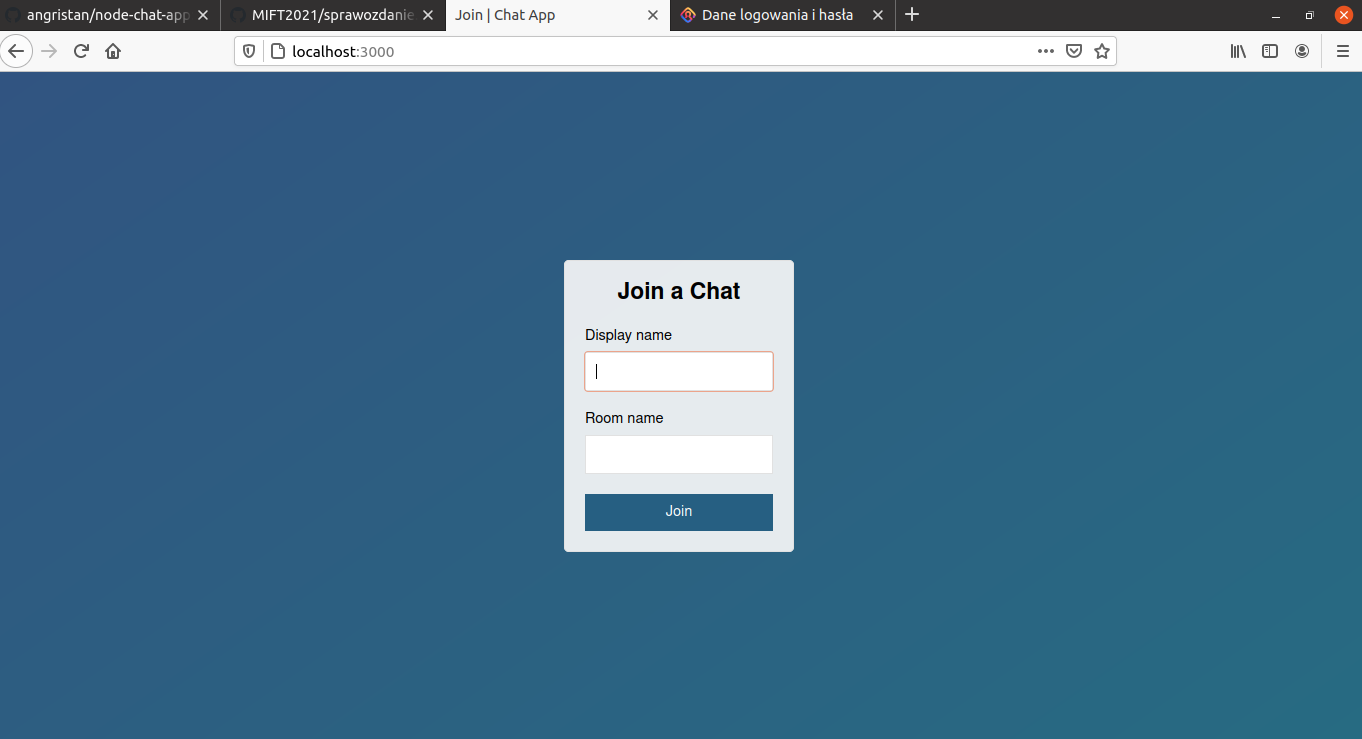 angristan/node-chat-app
MIFT2021/sprawozdanie
Join | Chat App
Dane logowania i hasła
localhost:3000
Join a Chat
Display name
Room name
Join